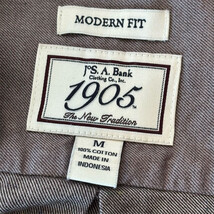 MODERN FIT
JoS. A. Bank
Clothing Co., Inc.
1905
The New Tradition
M
100% COTTON
MADE IN
INDONESIA